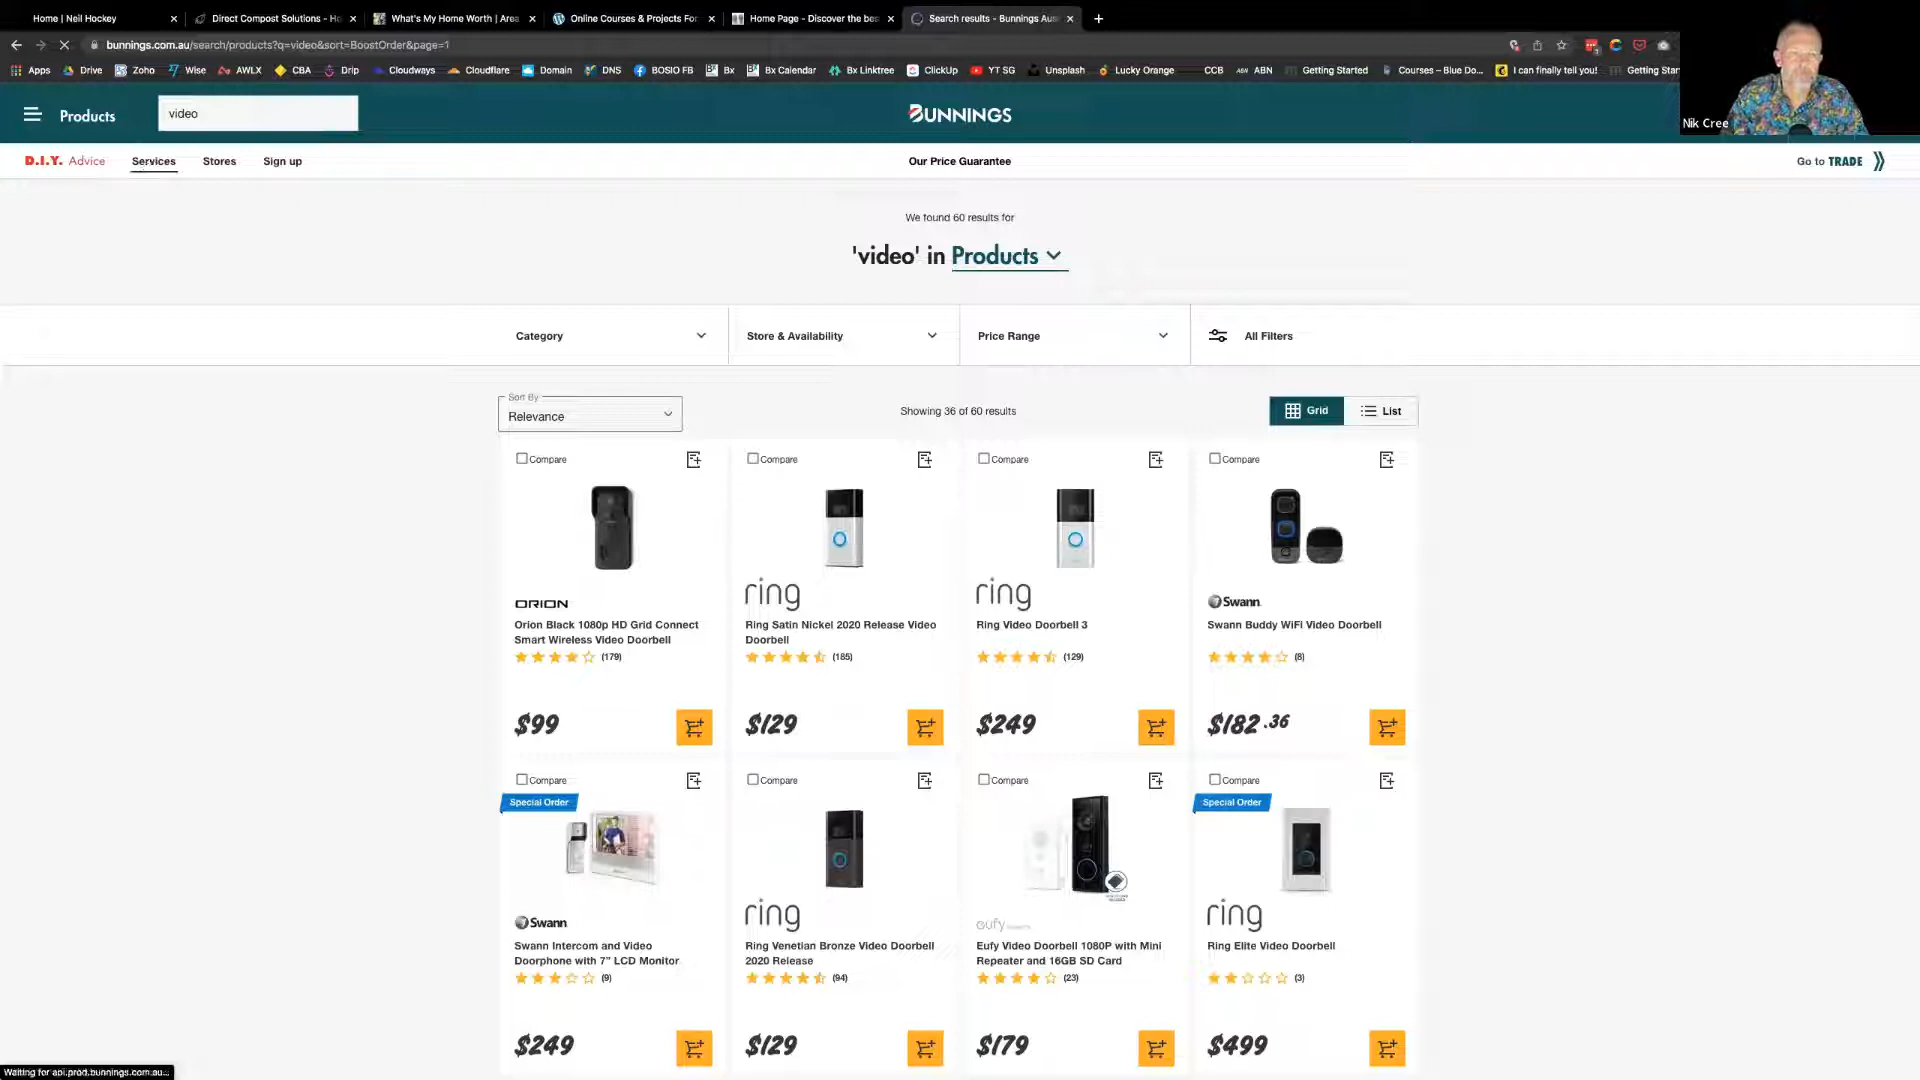 Home | Neil Hockey
Direct Compost Solutions - Ho
What's My Home Worth | Area
Online Courses & Projects For
Home Page - Discover the bes
Search results - Bunnings Aus
bunnings.com.au/search/products?q=video&sort=BoostOrder&page=1
Apps Drive Zoho Wise AWLX CBA Drip Cloudways Cloudflare Domain DNS BOSIO FB Bx Bx Calendar Bx Linktree ClickUp YT SG Unsplash Lucky Orange CCB ABN Getting Started Courses – Blue Do... I can finally tell you! Getting Star
Products
video
BUNNINGS
Nik Cree
D.I.Y. Advice Services Stores Sign up
Our Price Guarantee
Go to TRADE
We found 60 results for
'video' in Products
Category
Store & Availability
Price Range
All Filters
Sort By
Relevance
Showing 36 of 60 results
Grid
List
Compare
Compare
Compare
Compare
ORION
ring
ring
Swann
Orion Black 1080p HD Grid Connect
Smart Wireless Video Doorbell
(179)
Ring Satin Nickel 2020 Release Video
Doorbell
(185)
Ring Video Doorbell 3
(129)
Swann Buddy WiFi Video Doorbell
(8)
$99
$129
$249
$182.36
Compare
Compare
Compare
Compare
Special Order
Special Order
Swann
ring
eufy
ring
Swann Intercom and Video
Doorphone with 7" LCD Monitor
(9)
Ring Venetian Bronze Video Doorbell
2020 Release
(94)
Eufy Video Doorbell 1080P with Mini
Repeater and 16GB SD Card
(23)
Ring Elite Video Doorbell
(3)
$249
$129
$179
$499
Waiting for api.prod.bunnings.com.au...